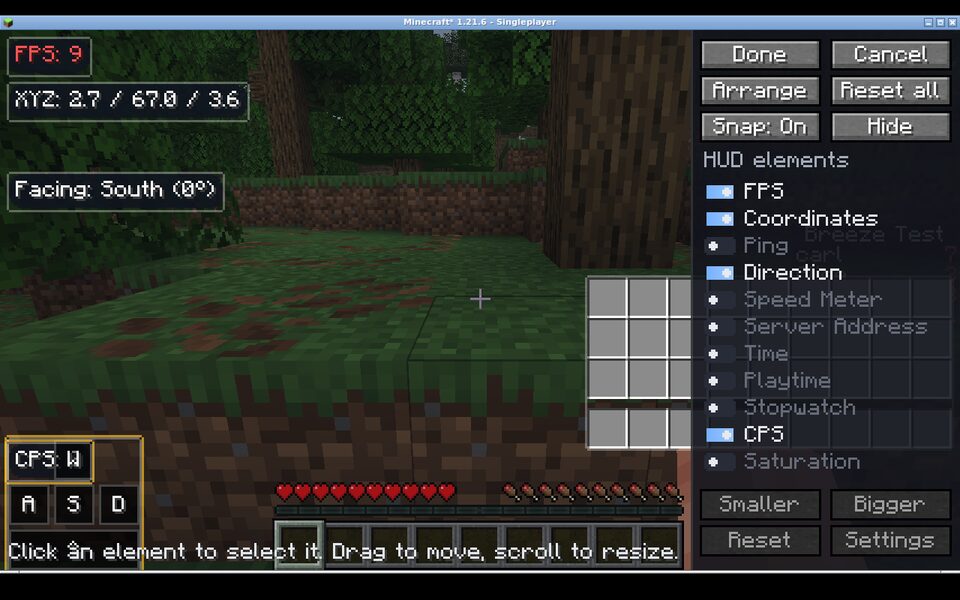 Minecraft* 1.21.6 - Singleplayer
FPS: 9
XYZ: 2.7 / 67.0 / 3.6
Facing: South (0°)
Done
Cancel
Arrange
Reset all
Snap: On
Hide
HUD elements
FPS
Coordinates
Ping
Breeze Test
carl
Direction
Speed Meter
Server Address
Time
Playtime
Stopwatch
CPS
Saturation
Smaller
Bigger
Reset
Settings
CPS: W
A S D
Click an element to select it. Drag to move, scroll to resize.